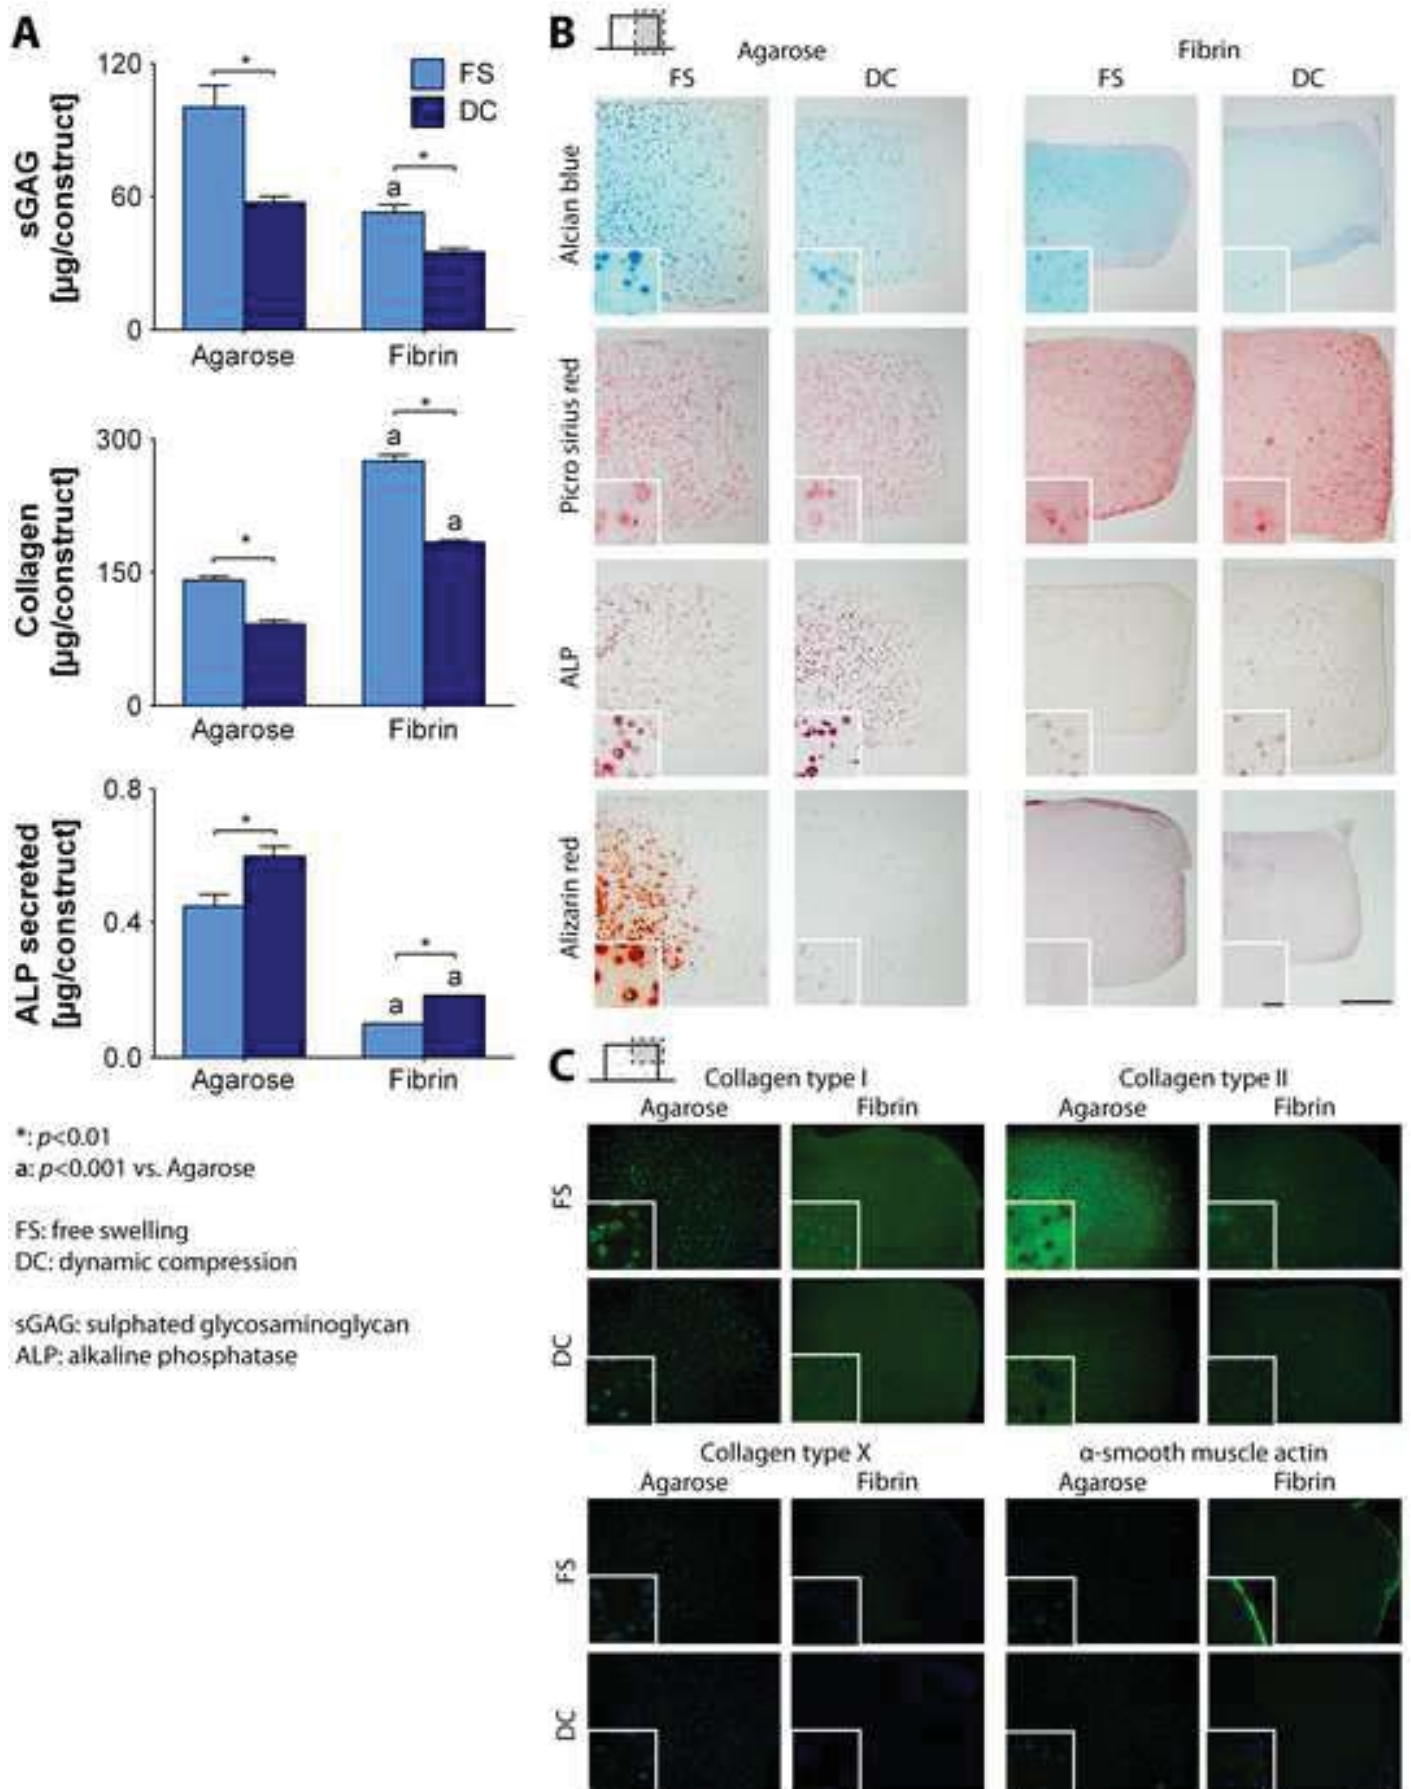 A
120
60
0
sGAG
[µg/construct]
*
*
a
FS
DC
Agarose
Fibrin
300
150
0
Collagen
[µg/construct]
*
*
a
a
Agarose
Fibrin
0.8
0.4
0.0
ALP secreted
[µg/construct]
*
*
a
a
Agarose
Fibrin
*: p<0.01
a: p<0.001 vs. Agarose
FS: free swelling
DC: dynamic compression
sGAG: sulphated glycosaminoglycan
ALP: alkaline phosphatase
B
Agarose
Fibrin
FS
DC
FS
DC
Alcian blue
Picro sirius red
ALP
Alizarin red
C
Collagen type I
Collagen type II
Agarose
Fibrin
Agarose
Fibrin
FS
DC
Collagen type X
α-smooth muscle actin
Agarose
Fibrin
Agarose
Fibrin
FS
DC